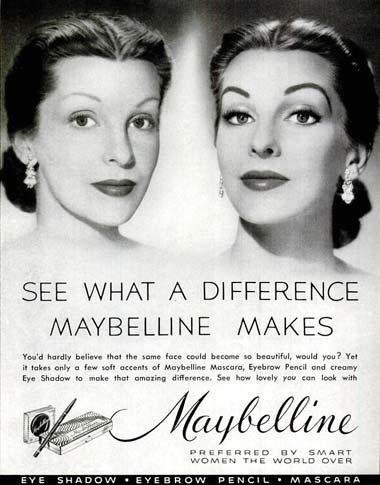 SEE WHAT A DIFFERENCE
MAYBELLINE MAKES
You'd hardly believe that the same face could become so beautiful, would you? Yet
it takes only a few soft accents of Maybelline Mascara, Eyebrow Pencil and creamy
Eye Shadow to make that amazing difference. See how lovely you can look with
Maybelline
PREFERRED BY SMART
WOMEN THE WORLD OVER
EYE SHADOW • EYEBROW PENCIL • MASCARA